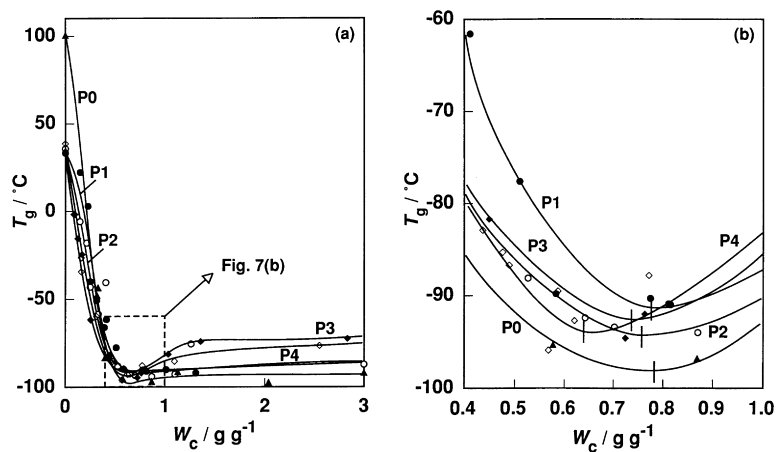 (a)
100
50
0
-50
-100
Tg / °C
P0
P1
P2
Fig. 7(b)
P3
P4
0
1
2
3
Wc / g g-1
(b)
-60
-70
-80
-90
-100
Tg / °C
P1
P3
P4
P0
P2
0.4
0.5
0.6
0.7
0.8
0.9
1.0
Wc / g g-1